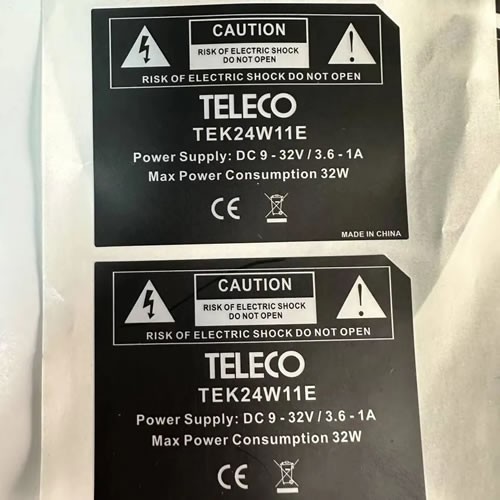 CAUTION
RISK OF ELECTRIC SHOCK
DO NOT OPEN
RISK OF ELECTRIC SHOCK DO NOT OPEN
TELECO
TEK24W11E
Power Supply: DC 9 - 32V / 3.6 - 1A
Max Power Consumption 32W
CE
MADE IN CHINA
CAUTION
RISK OF ELECTRIC SHOCK
DO NOT OPEN
RISK OF ELECTRIC SHOCK DO NOT OPEN
TELECO
TEK24W11E
Power Supply: DC 9 - 32V / 3.6 - 1A
Max Power Consumption 32W
CE